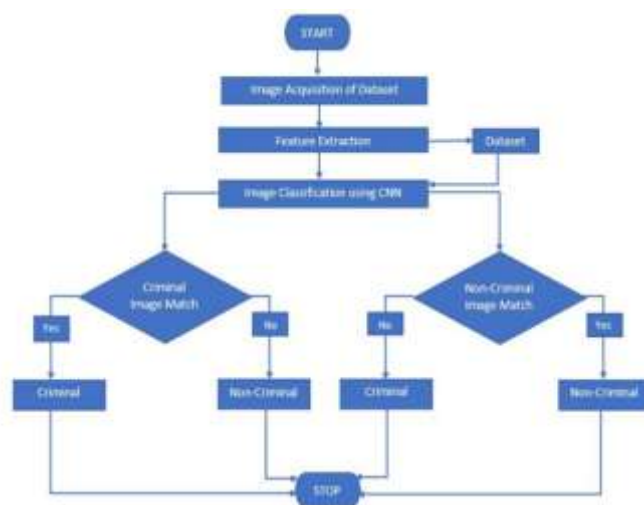 START
Image Acquisition of Dataset
Feature Extraction
Dataset
Image Classification using CNN
Criminal
Image Match
Non-Criminal
Image Match
Yes
No
No
Yes
Criminal
Non-Criminal
Criminal
Non-Criminal
STOP